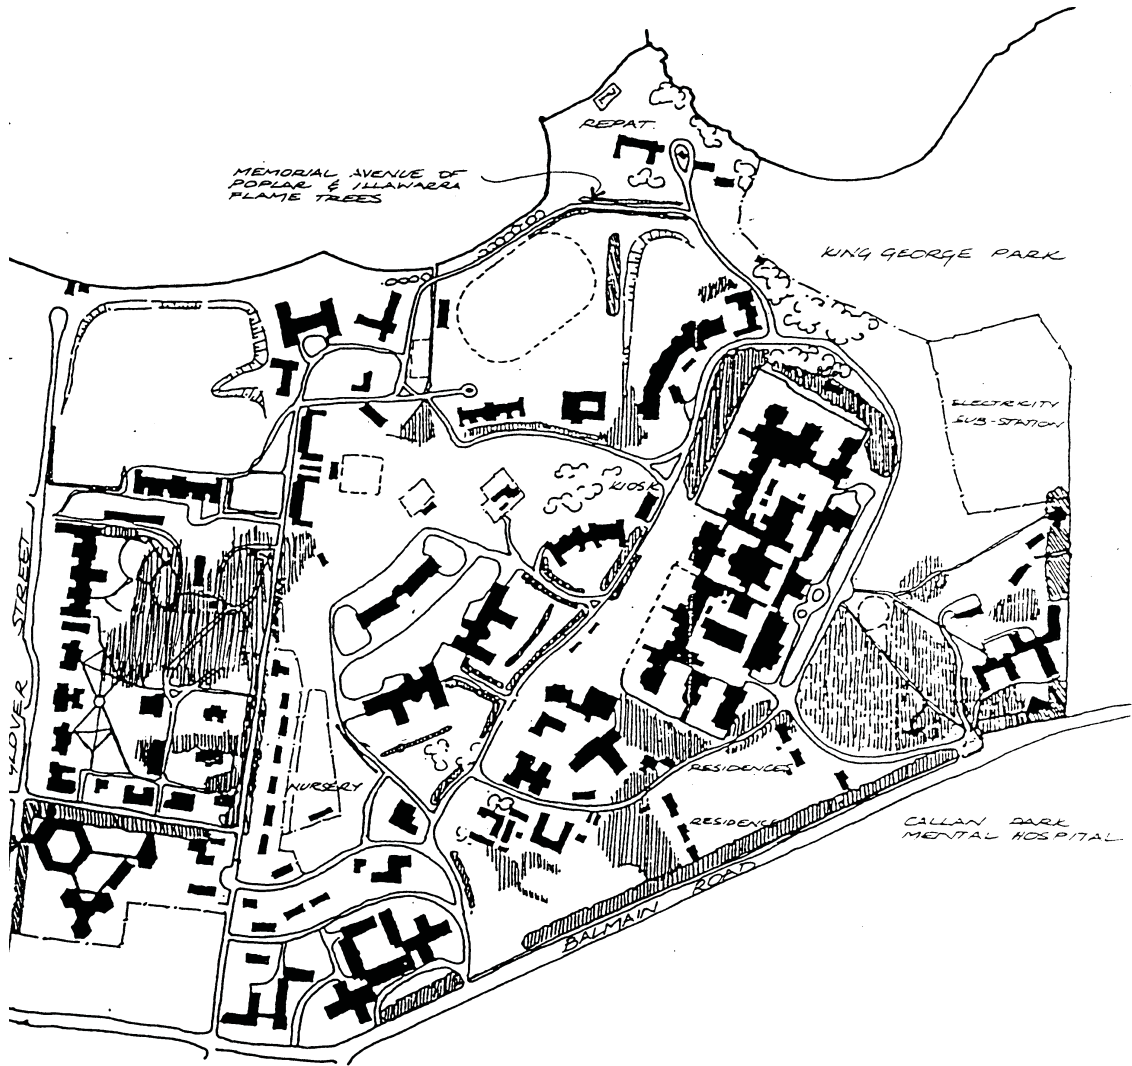 REPAT.
MEMORIAL AVENUE OF
POPLAR & ILLAWARRA
FLAME TREES
KING GEORGE PARK
ELECTRICITY
SUB-STATION
KIOSK
GLOVER STREET
NURSERY
RESIDENCES
RESIDENCE
CALLAN PARK
MENTAL HOSPITAL
BALMAIN ROAD